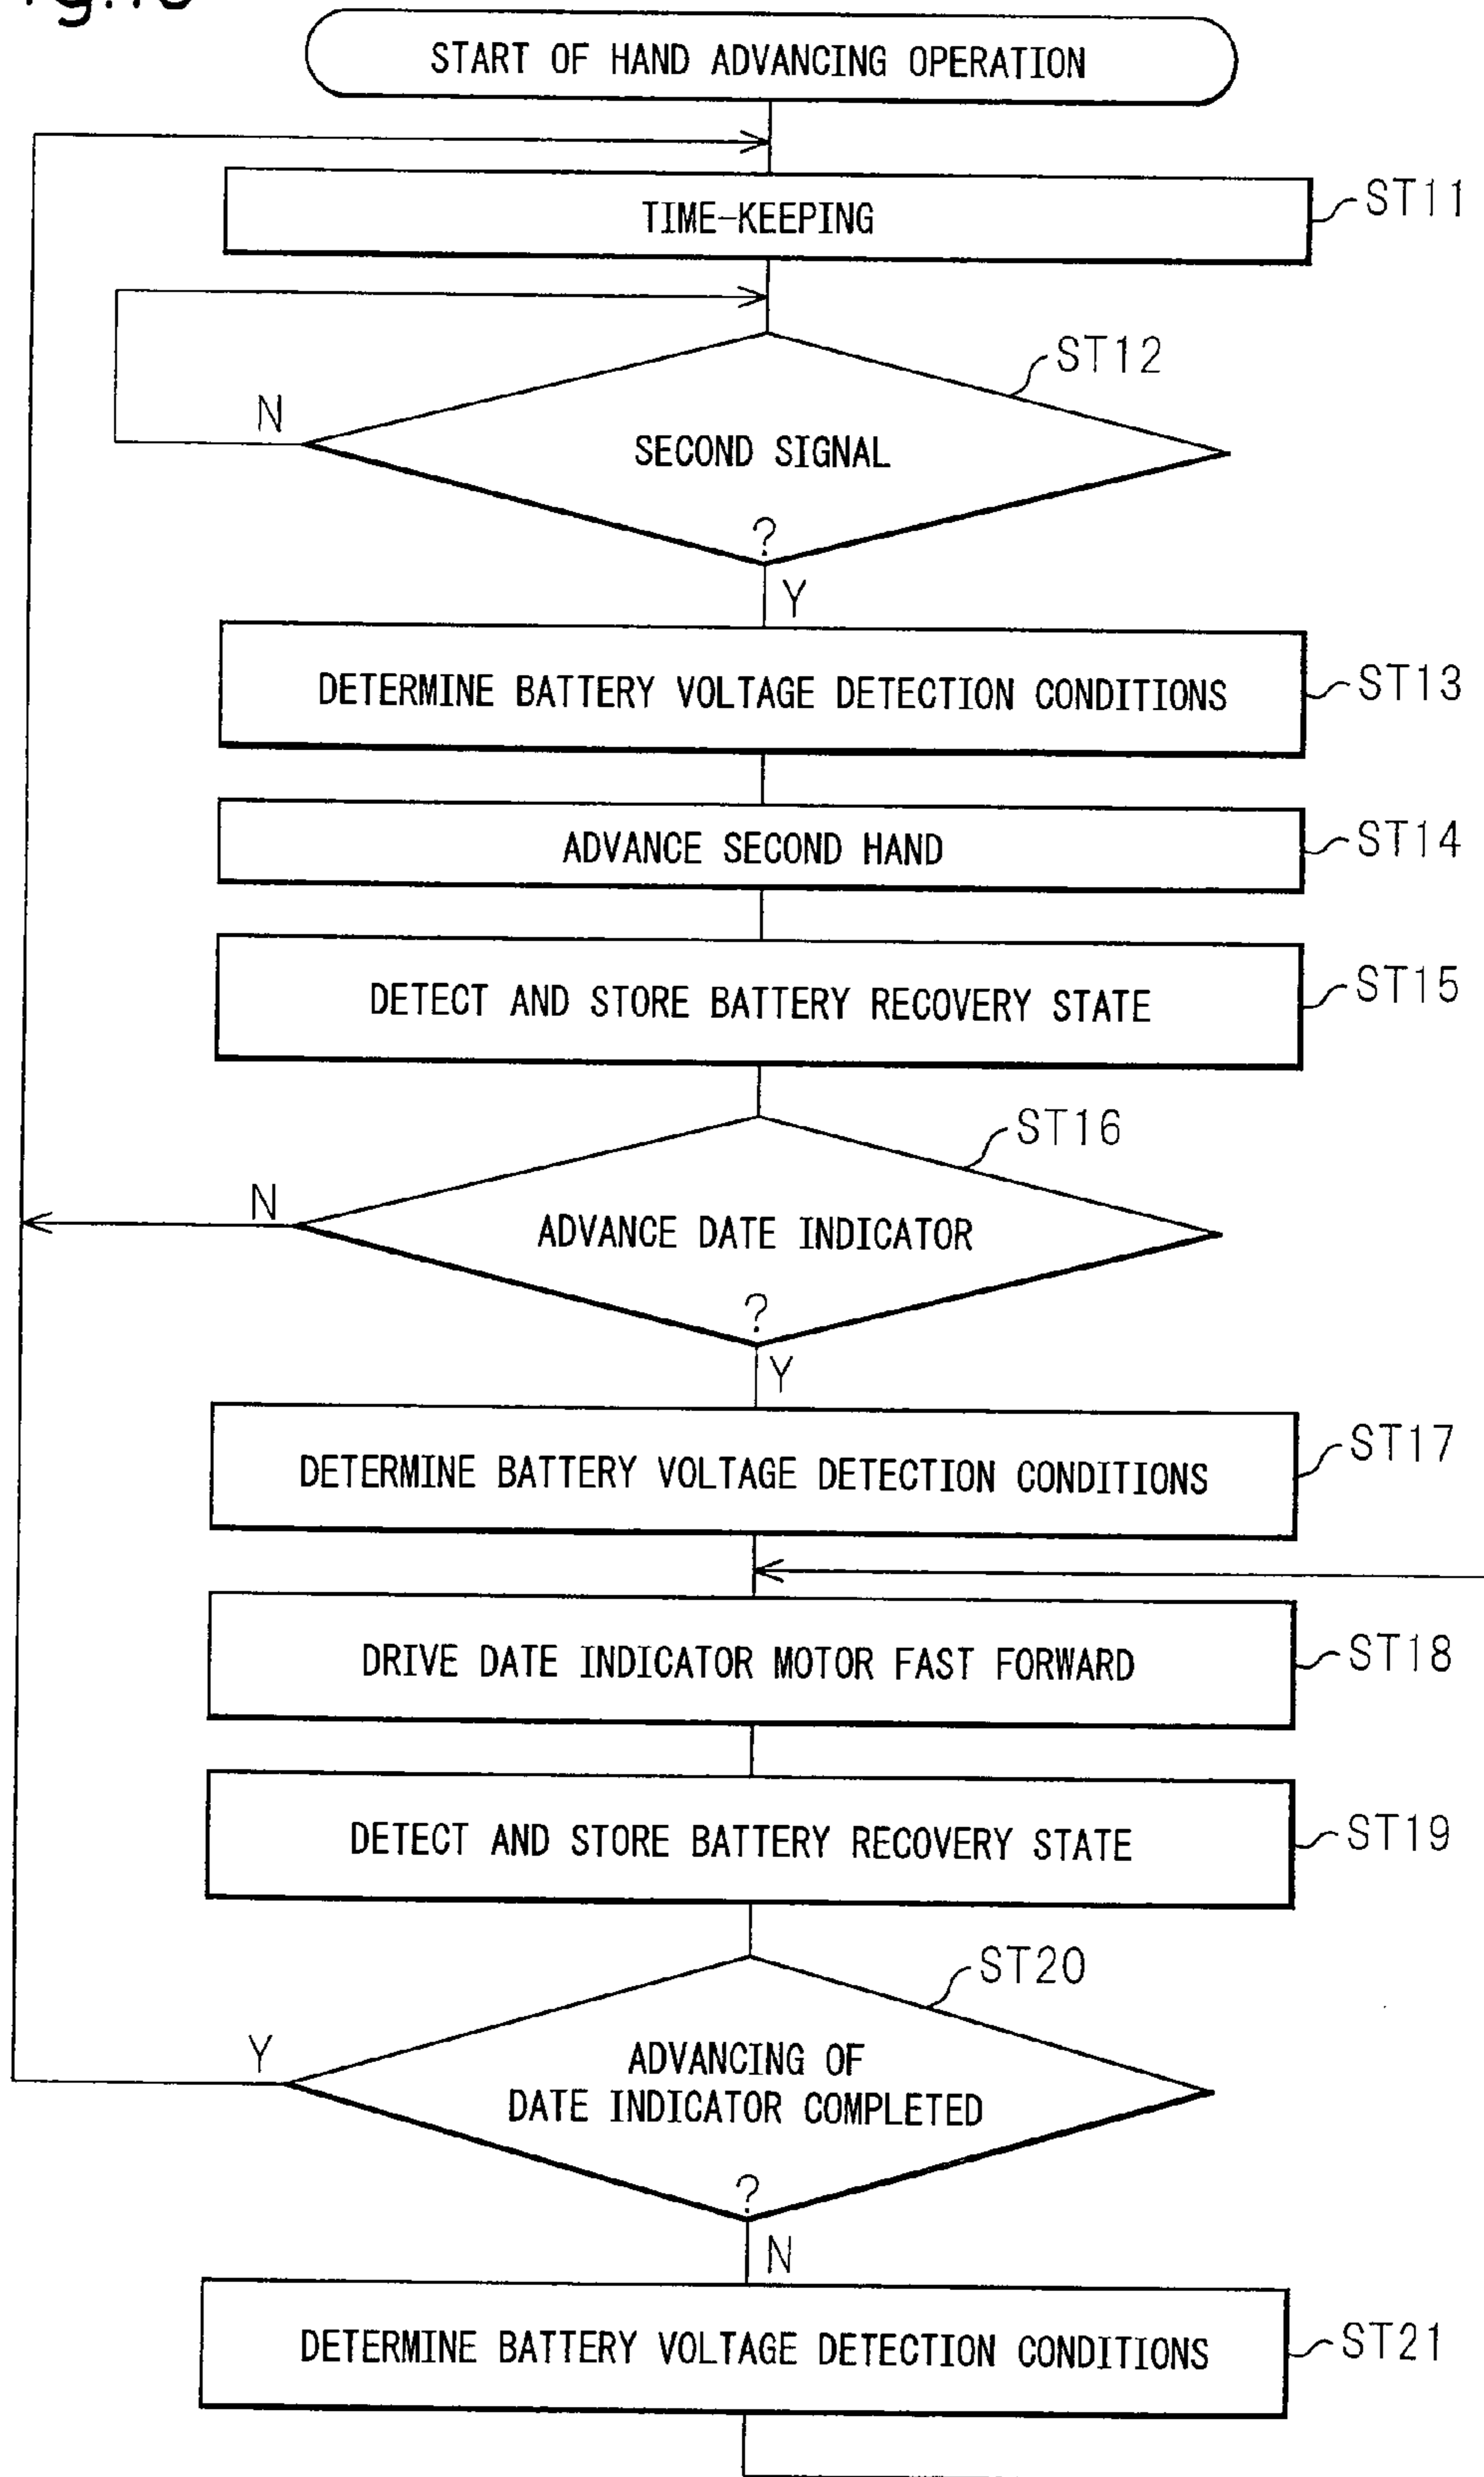 START OF HAND ADVANCING OPERATION
TIME-KEEPING
ST11
ST12
N
SECOND SIGNAL
?
Y
DETERMINE BATTERY VOLTAGE DETECTION CONDITIONS
ST13
ADVANCE SECOND HAND
ST14
DETECT AND STORE BATTERY RECOVERY STATE
ST15
ST16
N
ADVANCE DATE INDICATOR
?
Y
DETERMINE BATTERY VOLTAGE DETECTION CONDITIONS
ST17
DRIVE DATE INDICATOR MOTOR FAST FORWARD
ST18
DETECT AND STORE BATTERY RECOVERY STATE
ST19
ST20
Y
ADVANCING OF
DATE INDICATOR COMPLETED
?
N
DETERMINE BATTERY VOLTAGE DETECTION CONDITIONS
ST21